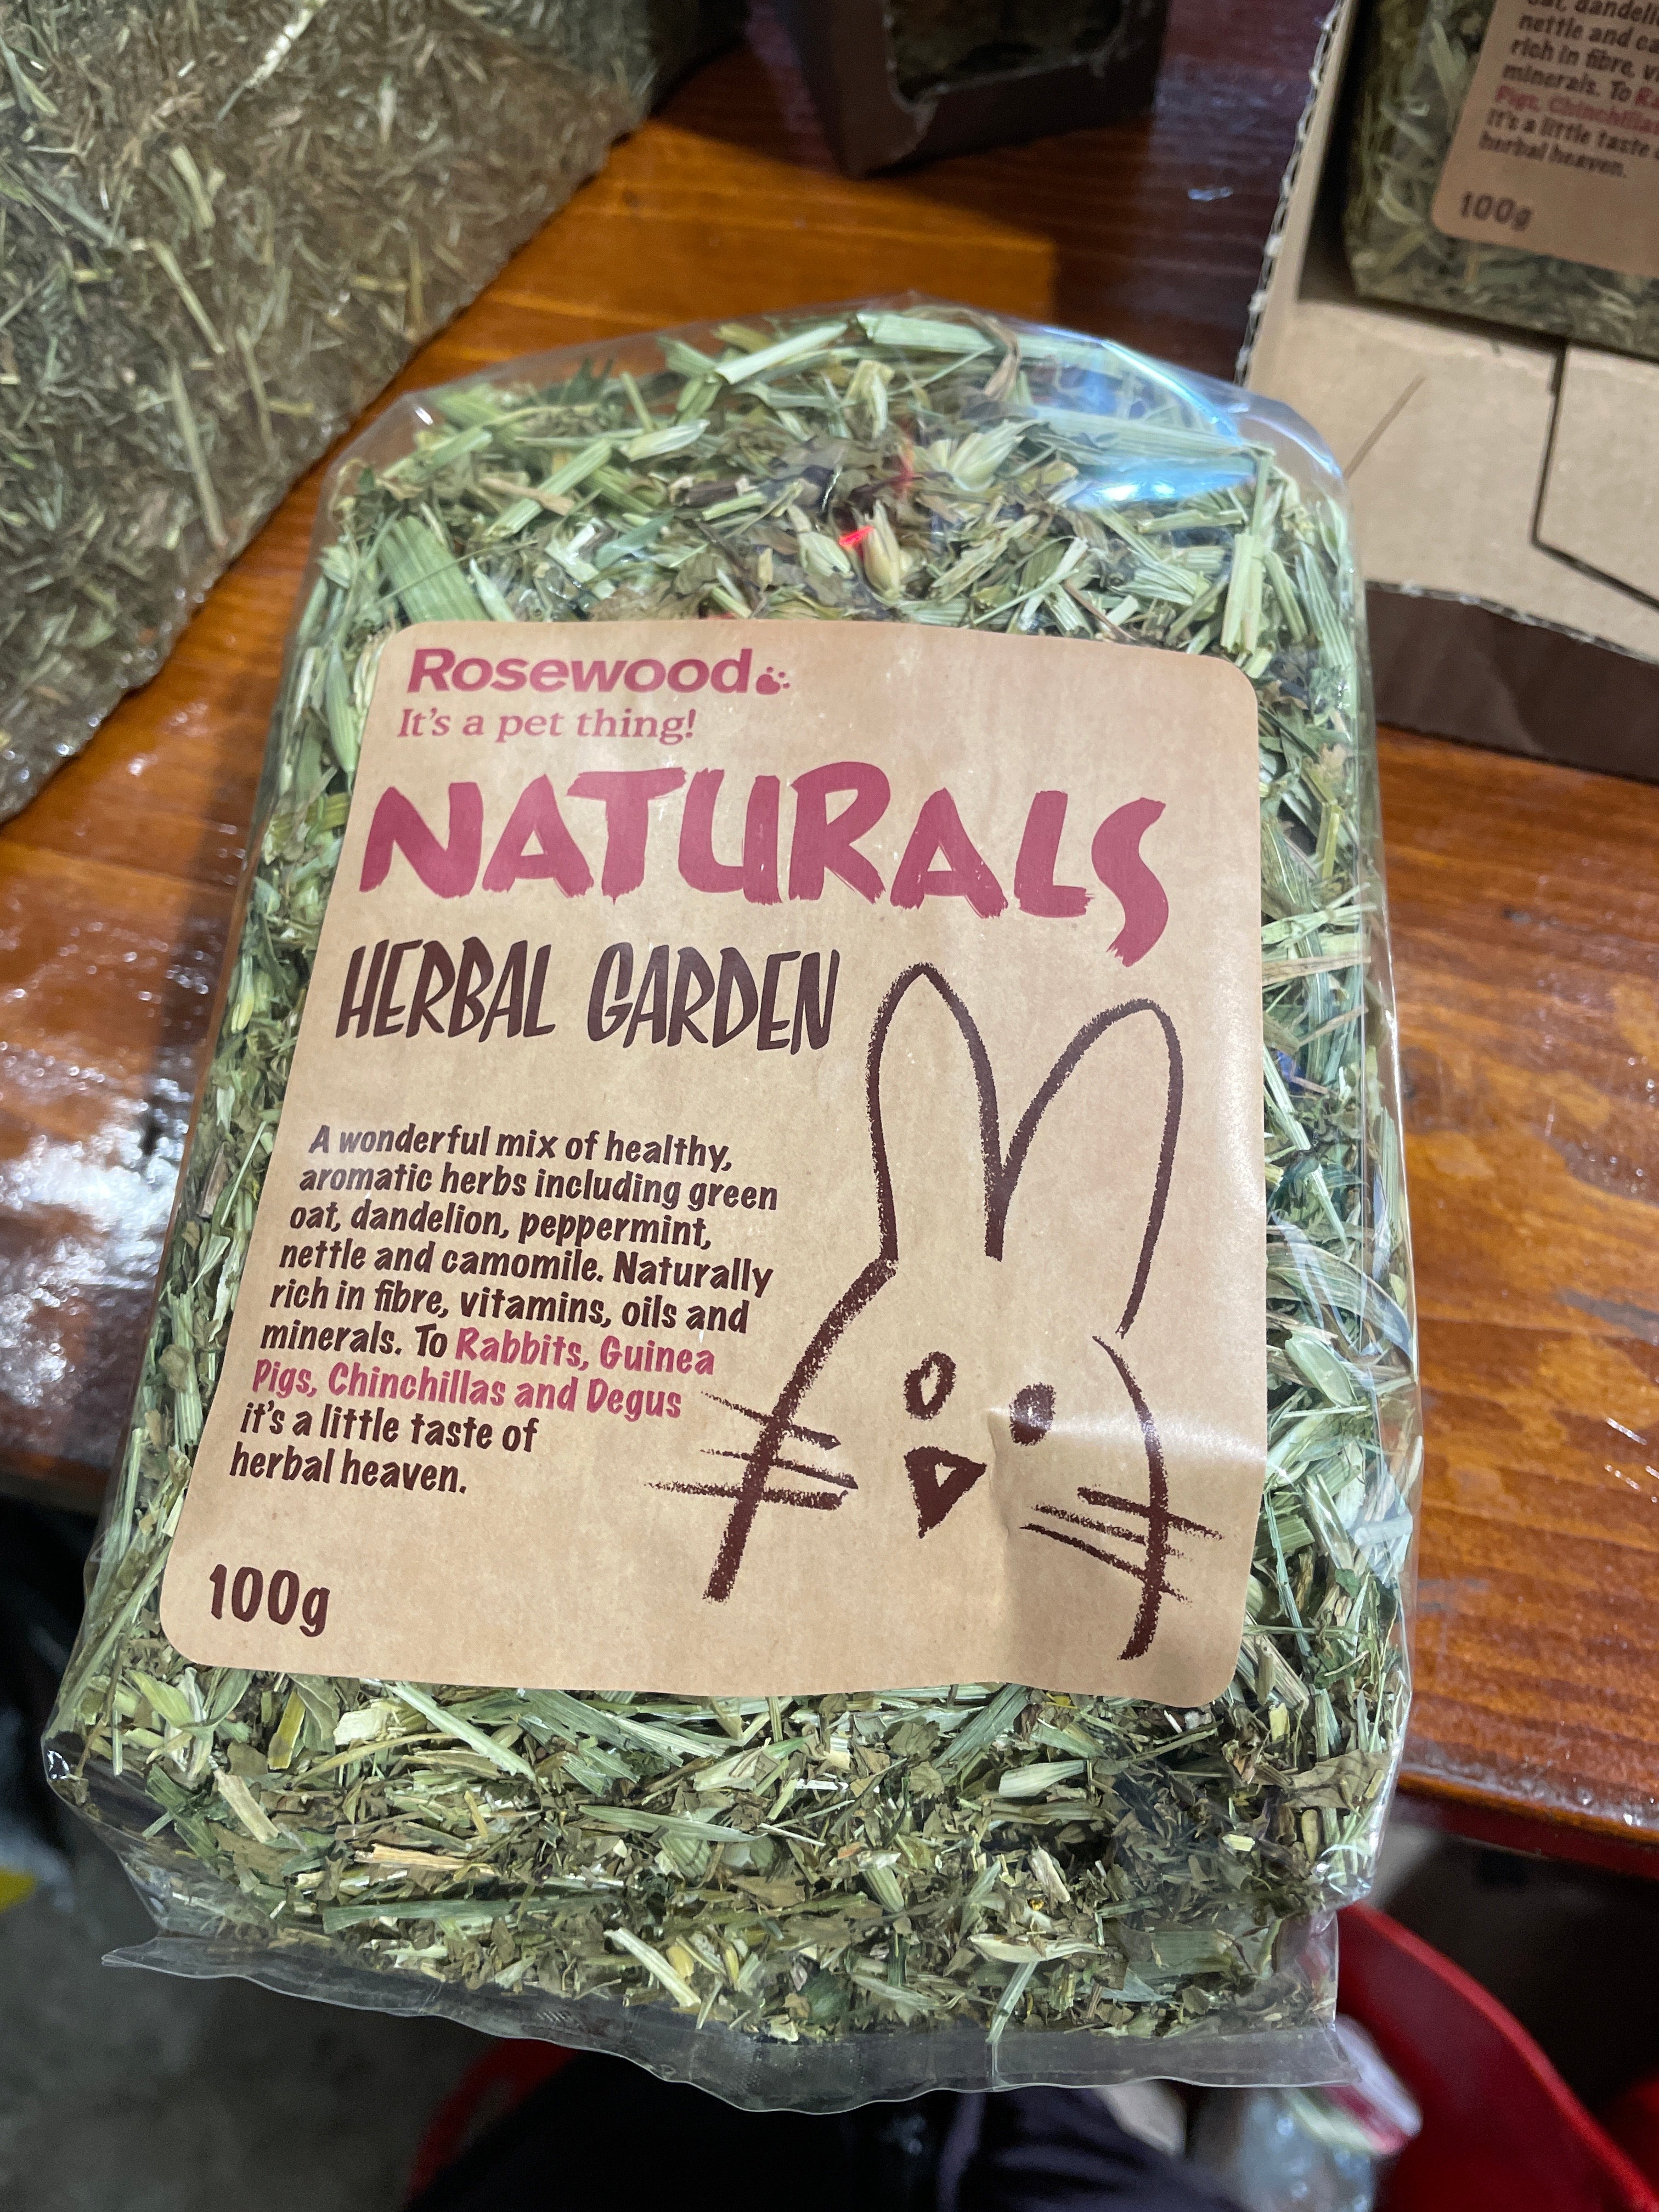 Rosewood
It's a pet thing!
NATURALS
HERBAL GARDEN
A wonderful mix of healthy,
aromatic herbs including green
oat, dandelion, peppermint,
nettle and camomile. Naturally
rich in fibre, vitamins, oils and
minerals. To Rabbits, Guinea
Pigs, Chinchillas and Degus
it's a little taste of
herbal heaven.
100g
nettle and
rich in fibre,
minerals. To
Pigs, Chinchillas
it's a little taste
herbal heaven.
100g